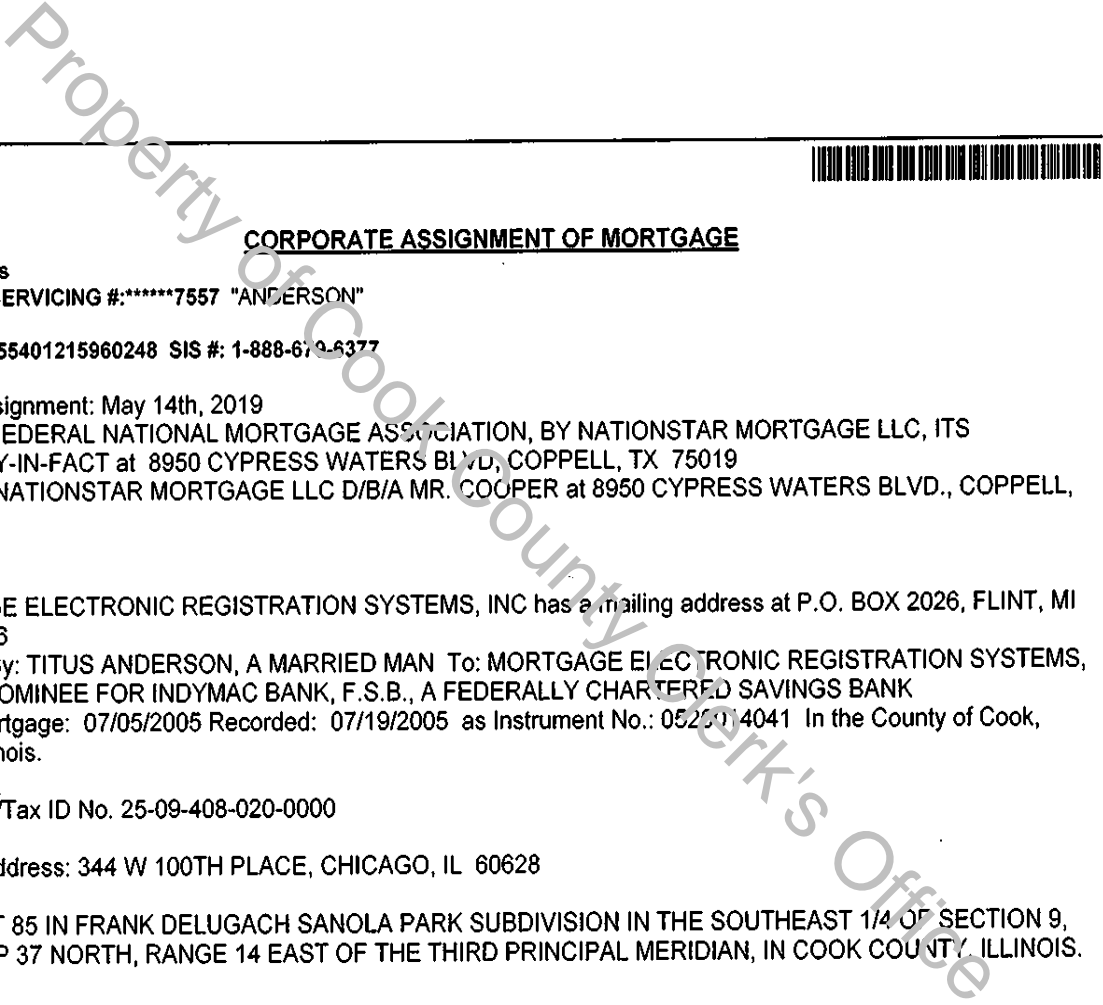 Property of Cook County Clerk's Office
CORPORATE ASSIGNMENT OF MORTGAGE
s
ERVICING #:******7557 "ANDERSON"
55401215960248 SIS #: 1-888-679-6377
signment: May 14th, 2019
EDERAL NATIONAL MORTGAGE ASSOCIATION, BY NATIONSTAR MORTGAGE LLC, ITS
Y-IN-FACT at 8950 CYPRESS WATERS BLVD, COPPELL, TX 75019
NATIONSTAR MORTGAGE LLC D/B/A MR. COOPER at 8950 CYPRESS WATERS BLVD., COPPELL,
E ELECTRONIC REGISTRATION SYSTEMS, INC has a mailing address at P.O. BOX 2026, FLINT, MI
6
y: TITUS ANDERSON, A MARRIED MAN To: MORTGAGE ELECTRONIC REGISTRATION SYSTEMS,
OMINEE FOR INDYMAC BANK, F.S.B., A FEDERALLY CHARTERED SAVINGS BANK
rtgage: 07/05/2005 Recorded: 07/19/2005 as Instrument No.: In the County of Cook,
nois.
/Tax ID No. 25-09-408-020-0000
ddress: 344 W 100TH PLACE, CHICAGO, IL 60628
T 85 IN FRANK DELUGACH SANOLA PARK SUBDIVISION IN THE SOUTHEAST 1/4 OF SECTION 9,
P 37 NORTH, RANGE 14 EAST OF THE THIRD PRINCIPAL MERIDIAN, IN COOK COUNTY, ILLINOIS.